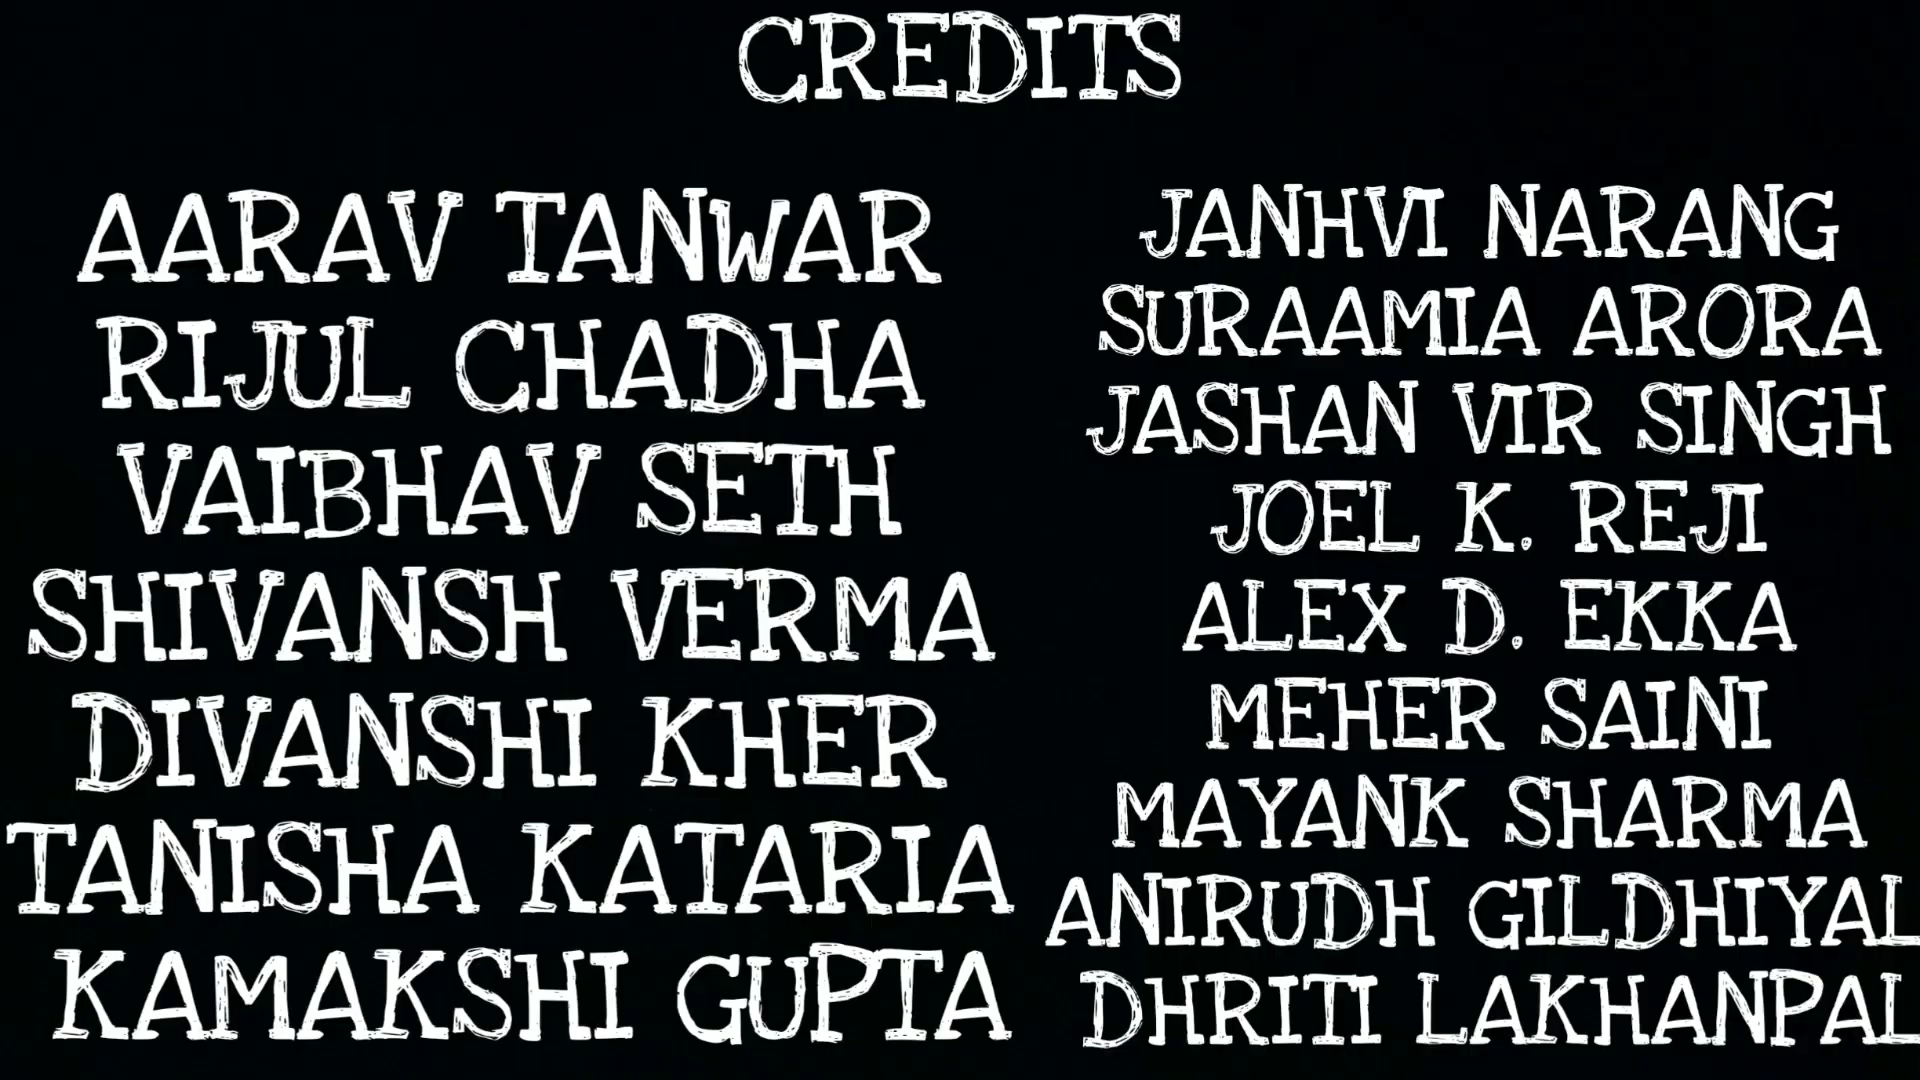 CREDITS
AARAV TANWAR
RIJUL CHADHA
VAIBHAV SETH
SHIVANSH VERMA
DIVANSHI KHER
TANISHA KATARIA
KAMAKSHI GUPTA
JANHVI NARANG
SURAAMIA ARORA
JASHAN VIR SINGH
JOEL K. REJI
ALEX D. EKKA
MEHER SAINI
MAYANK SHARMA
ANIRUDH GILDHIYAL
DHRITI LAKHANPAL